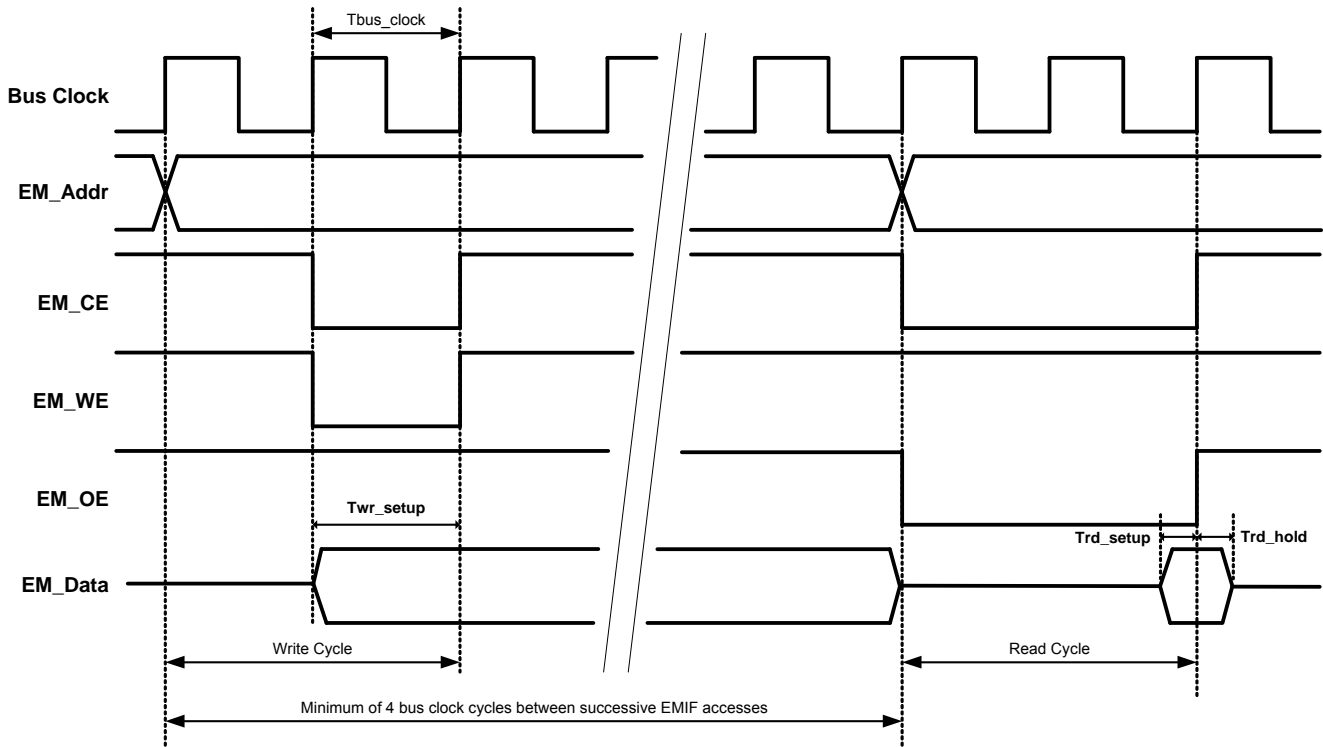 Tbus_clock
Bus Clock
EM_Addr
EM_CE
EM_WE
EM_OE
Twr_setup
Trd_setup
Trd_hold
EM_Data
Write Cycle
Read Cycle
Minimum of 4 bus clock cycles between successive EMIF accesses